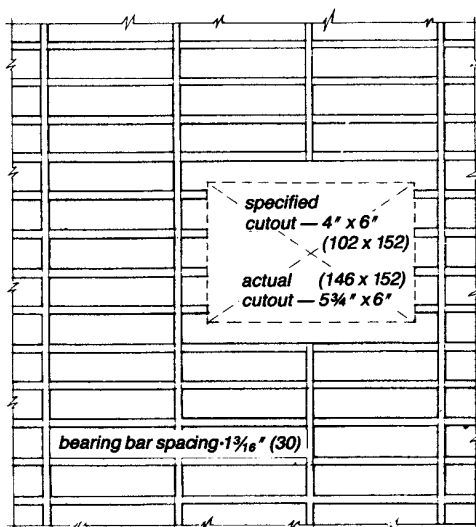 specified
cutout — 4" x 6"
(102 x 152)
actual (146 x 152)
cutout — 5¾" x 6"
bearing bar spacing·1³⁄₁₆" (30)